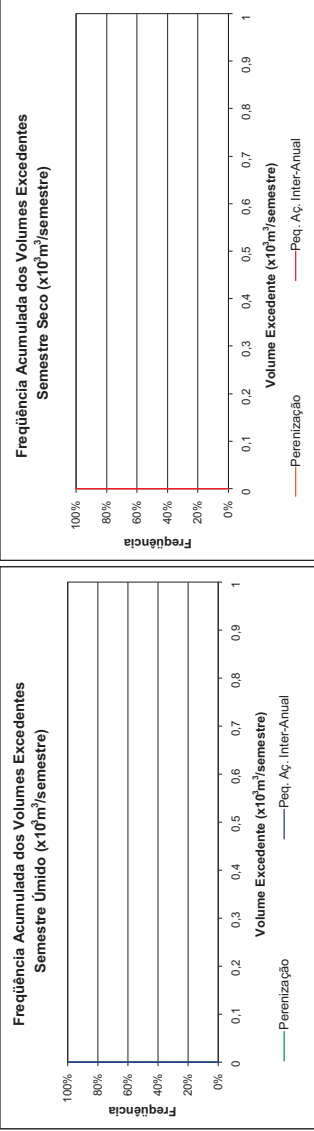 Freqüência Acumulada dos Volumes Excedentes
Semestre Úmido (x10³m³/semestre)
100%
80%
60%
40%
20%
0%
Freqüência
0
0,1
0,2
0,3
0,4
0,5
0,6
0,7
0,8
0,9
1
Volume Excedente (x10³m³/semestre)
Perenização
Peq. Aç. Inter-Anual
Freqüência Acumulada dos Volumes Excedentes
Semestre Seco (x10³m³/semestre)
100%
80%
60%
40%
20%
0%
Freqüência
0
0,1
0,2
0,3
0,4
0,5
0,6
0,7
0,8
0,9
1
Volume Excedente (x10³m³/semestre)
Perenização
Peq. Aç. Inter-Anual